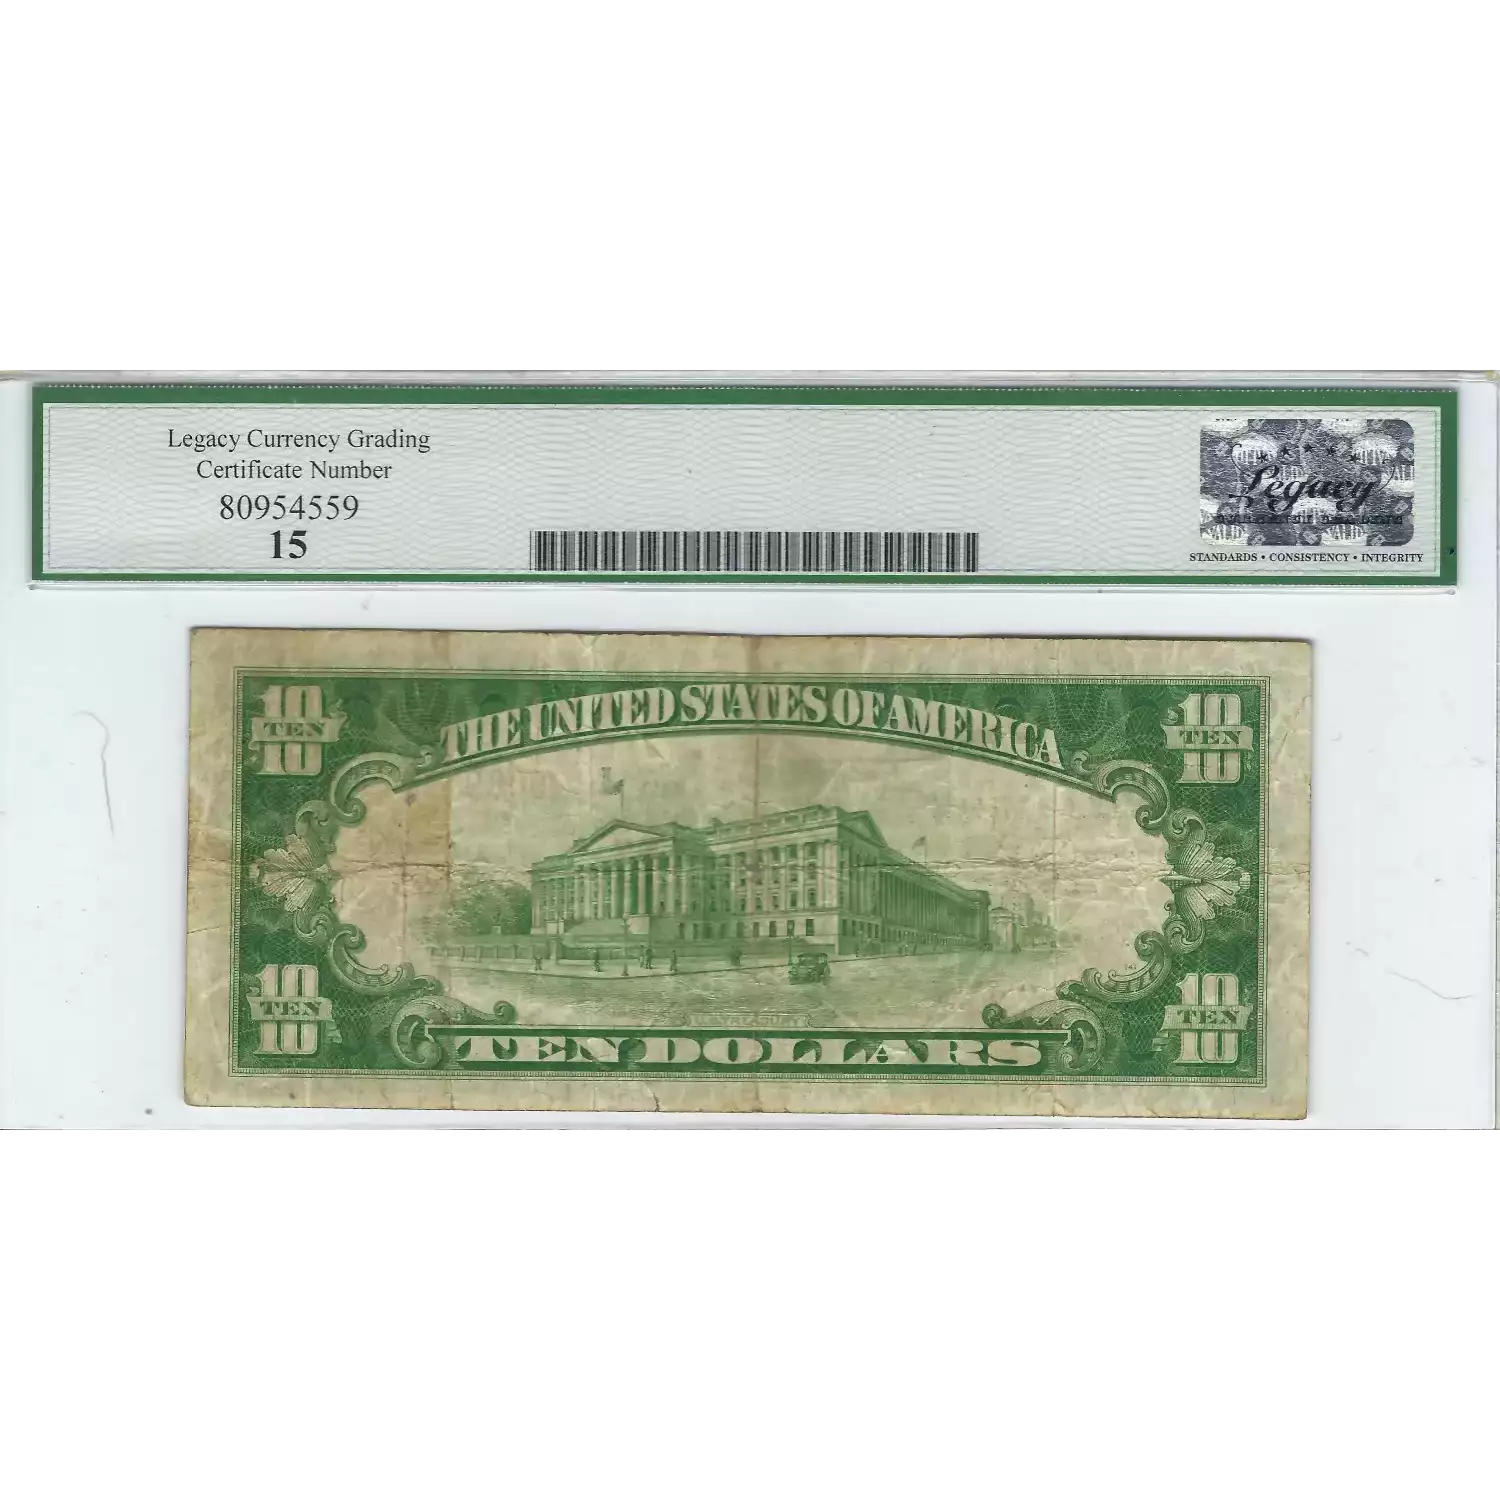 Legacy Currency Grading
Certificate Number
80954559
15
Legacy
STANDARDS • CONSISTENCY • INTEGRITY
THE UNITED STATES OF AMERICA
10
TEN
10
10
TEN
10
10
TEN
10
10
TEN
10
TEN DOLLARS